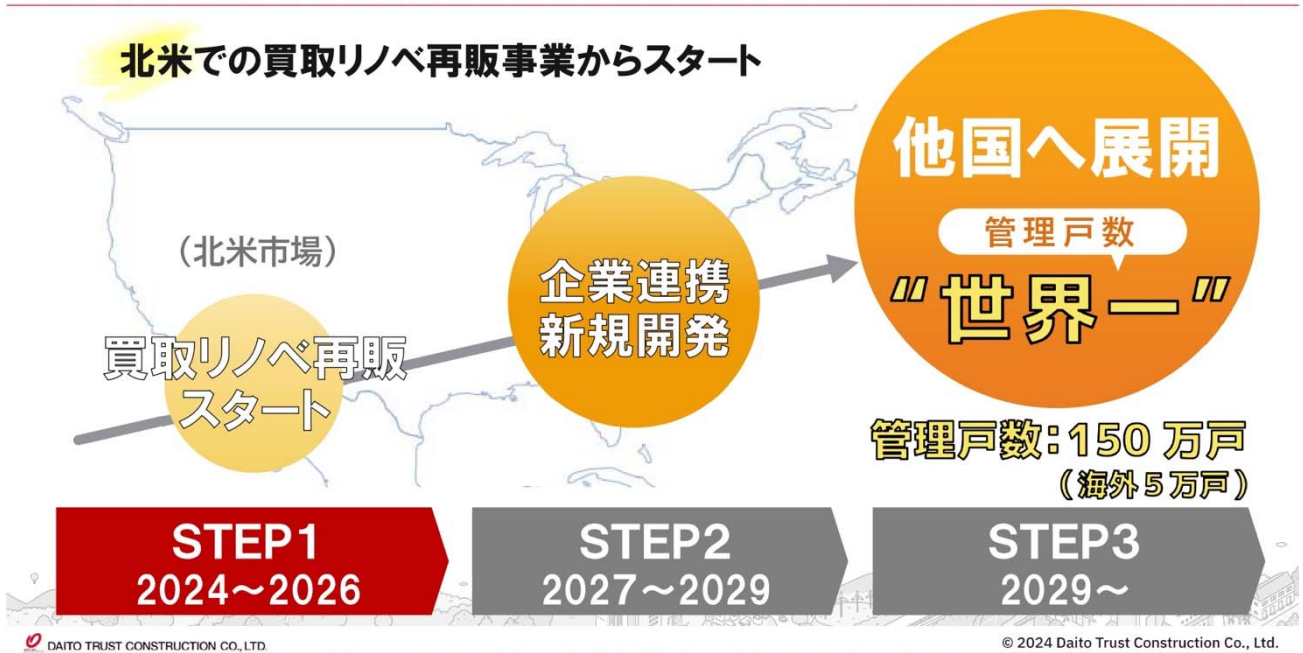 北米での買取リノベ再販事業からスタート
（北米市場）
買取リノベ再販
スタート
企業連携
新規開発
他国へ展開
管理戸数
“世界一”
管理戸数：150 万戸
（海外５万戸）
STEP1
2024～2026
STEP2
2027～2029
STEP3
2029～
DAITO TRUST CONSTRUCTION CO., LTD.
© 2024 Daito Trust Construction Co., Ltd.